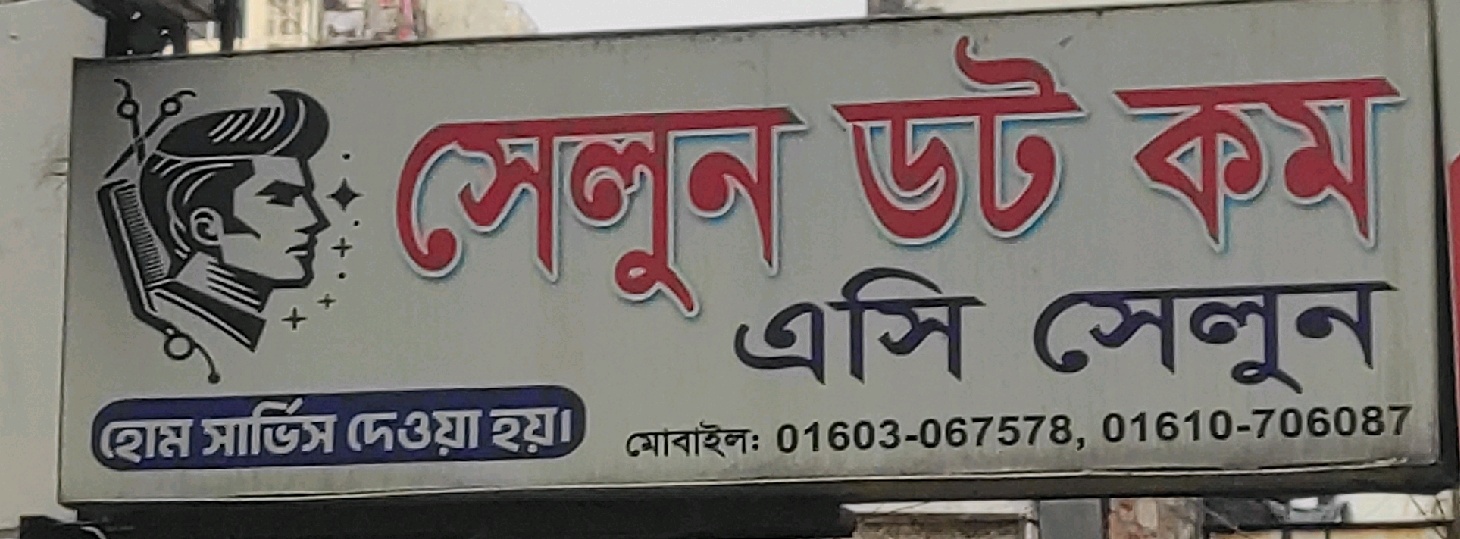 সেলুন ডট কম
এসি সেলুন
হোম সার্ভিস দেওয়া হয়।
মোবাইল: 01603-067578, 01610-706087